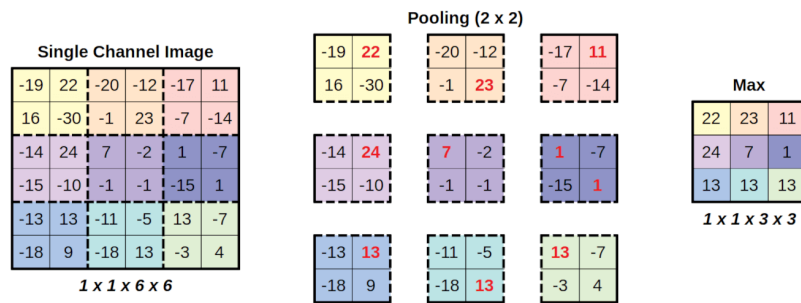 Pooling (2 x 2)
Single Channel Image
-19 22 -20 -12 -17 11
16 -30 -1 23 -7 -14
-14 24 7 -2 1 -7
-15 -10 -1 -1 -15 1
-13 13 -11 -5 13 -7
-18 9 -18 13 -3 4
1 x 1 x 6 x 6
-19 22
16 -30
-20 -12
-1 23
-17 11
-7 -14
-14 24
-15 -10
7 -2
-1 -1
1 -7
-15 1
-13 13
-18 9
-11 -5
-18 13
13 -7
-3 4
Max
22 23 11
24 7 1
13 13 13
1 x 1 x 3 x 3